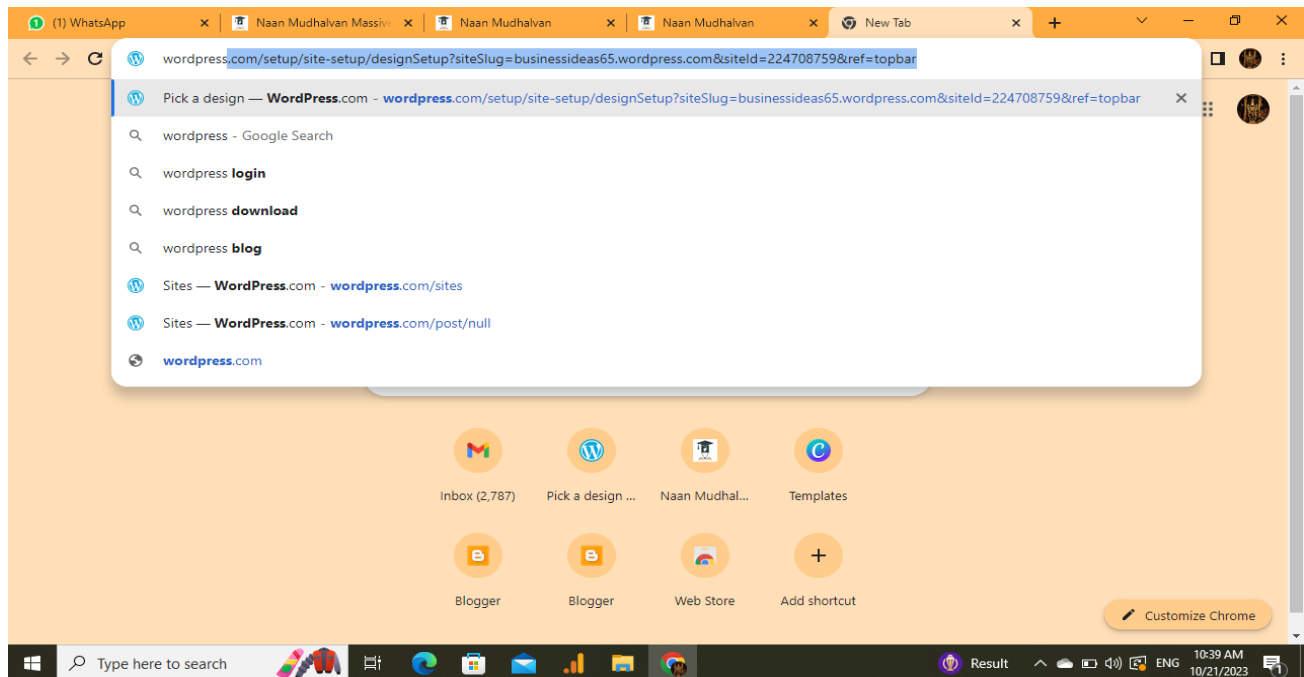 (1) WhatsApp
Naan Mudhalvan Massiv
Naan Mudhalvan
Naan Mudhalvan
New Tab
wordpress.com/setup/site-setup/designSetup?siteSlug=businessideas65.wordpress.com&siteId=224708759&ref=topbar
Pick a design — WordPress.com - wordpress.com/setup/site-setup/designSetup?siteSlug=businessideas65.wordpress.com&siteId=224708759&ref=topbar
wordpress - Google Search
wordpress login
wordpress download
wordpress blog
Sites — WordPress.com - wordpress.com/sites
Sites — WordPress.com - wordpress.com/post/null
wordpress.com
Inbox (2,787)
Pick a design ...
Naan Mudhal...
Templates
Blogger
Blogger
Web Store
Add shortcut
Customize Chrome
Type here to search
Result
ENG
10:39 AM
10/21/2023
1